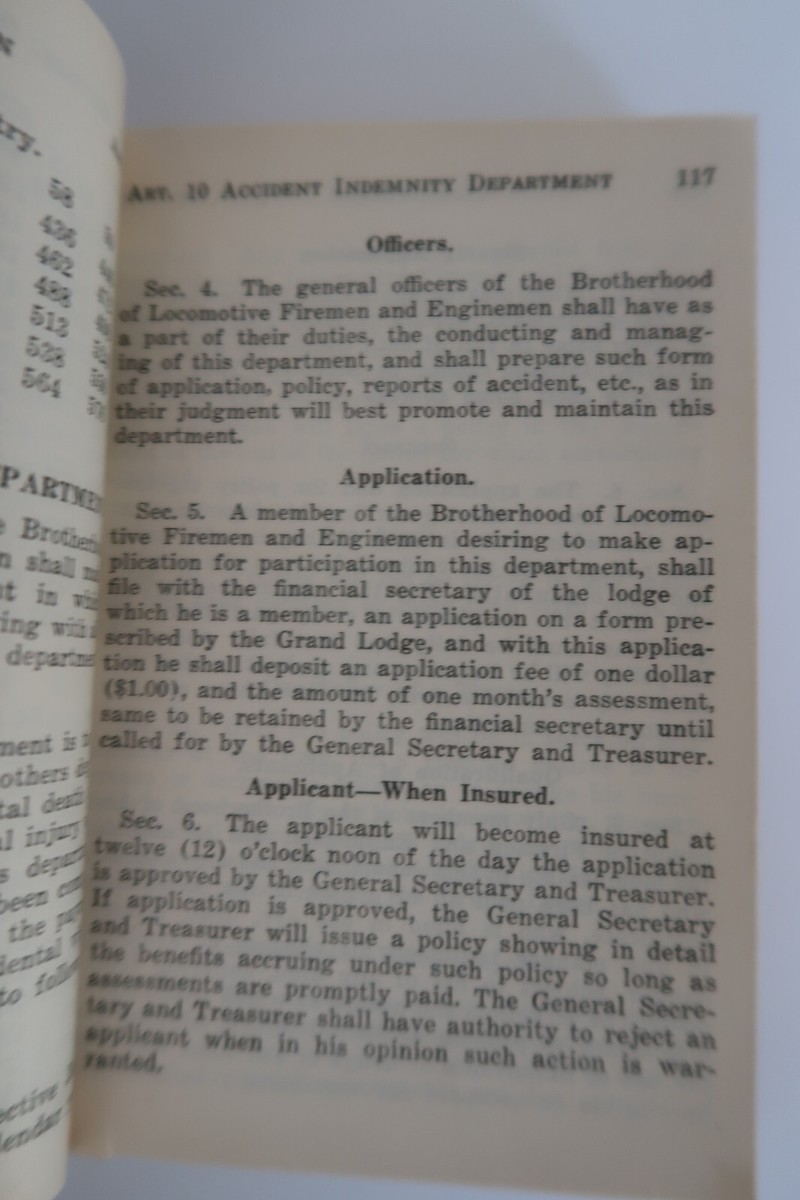 try.
58
436
462
488
512
528
564
ART. 10 ACCIDENT INDEMNITY DEPARTMENT 117
Officers.
Sec. 4. The general officers of the Brotherhood
of Locomotive Firemen and Enginemen shall have as
a part of their duties, the conducting and manag-
ing of this department, and shall prepare such form
of application, policy, reports of accident, etc., as in
their judgment will best promote and maintain this
department.
Application.
Sec. 5. A member of the Brotherhood of Locomo-
tive Firemen and Enginemen desiring to make ap-
plication for participation in this department, shall
file with the financial secretary of the lodge of
which he is a member, an application on a form pre-
scribed by the Grand Lodge, and with this applica-
tion he shall deposit an application fee of one dollar
($1.00), and the amount of one month's assessment,
same to be retained by the financial secretary until
called for by the General Secretary and Treasurer.
Applicant—When Insured.
Sec. 6. The applicant will become insured at
twelve (12) o'clock noon of the day the application
is approved by the General Secretary and Treasurer.
If application is approved, the General Secretary
and Treasurer will issue a policy showing in detail
the benefits accruing under such policy so long as
assessments are promptly paid. The General Secre-
tary and Treasurer shall have authority to reject an
applicant when in his opinion such action is war-
ranted.